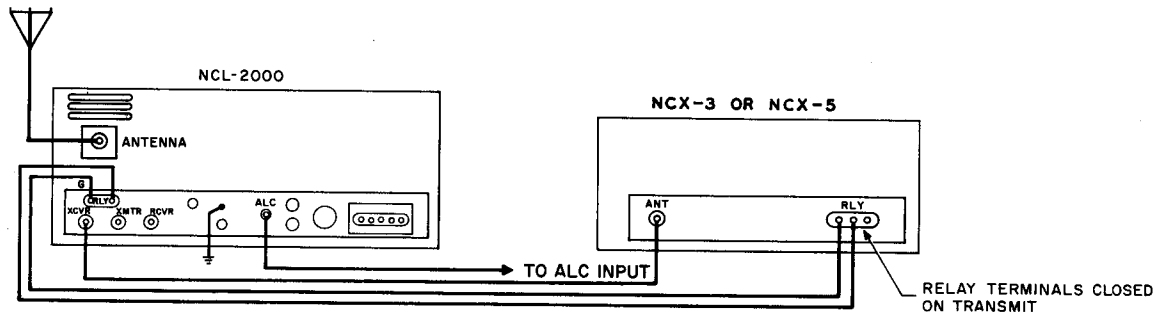 NCL-2000
ANTENNA
G
RLY
XCVR
XMTR
RCVR
ALC
TO ALC INPUT
NCX-3 OR NCX-5
ANT
RLY
RELAY TERMINALS CLOSED
ON TRANSMIT